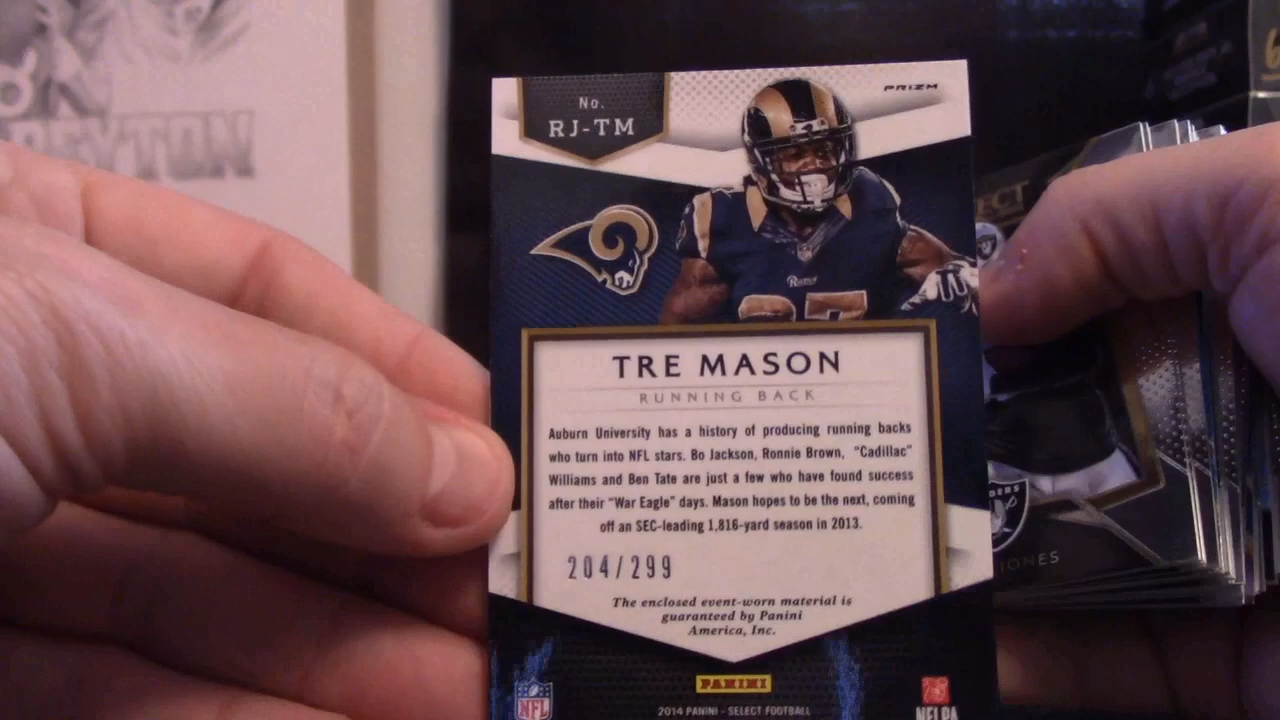 No.
RJ-TM
PRIZM
Rams
27
TRE MASON
RUNNING BACK
Auburn University has a history of producing running backs
who turn into NFL stars. Bo Jackson, Ronnie Brown, "Cadillac"
Williams and Ben Tate are just a few who have found success
after their "War Eagle" days. Mason hopes to be the next, coming
off an SEC-leading 1,816-yard season in 2013.
204/299
The enclosed event-worn material is
guaranteed by Panini
America, Inc.
PANINI
NFL
2014 PANINI - SELECT FOOTBALL
NFLPA
PEYTON
ECT
DERS
JONES